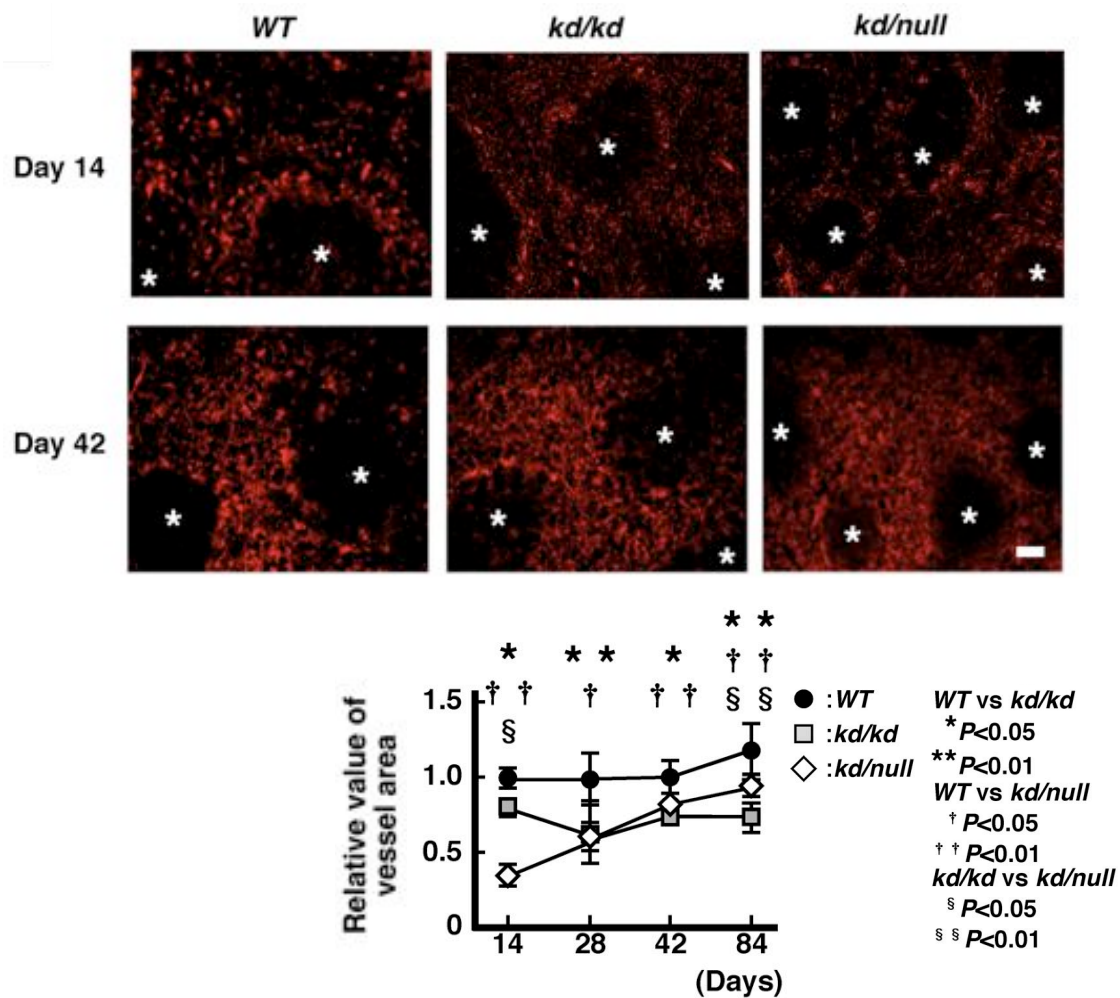 WT kd/kd kd/null
Day 14
* * * * * * * * * *
Day 42
* * * * * * * * *
* *
* * * * † †
† † † † † § §
§
Relative value of
vessel area
1.5
1.0
0.5
0
14 28 42 84
(Days)
:WT
:kd/kd
:kd/null
WT vs kd/kd
*P<0.05
**P<0.01
WT vs kd/null
† P<0.05
† † P<0.01
kd/kd vs kd/null
§ P<0.05
§ § P<0.01